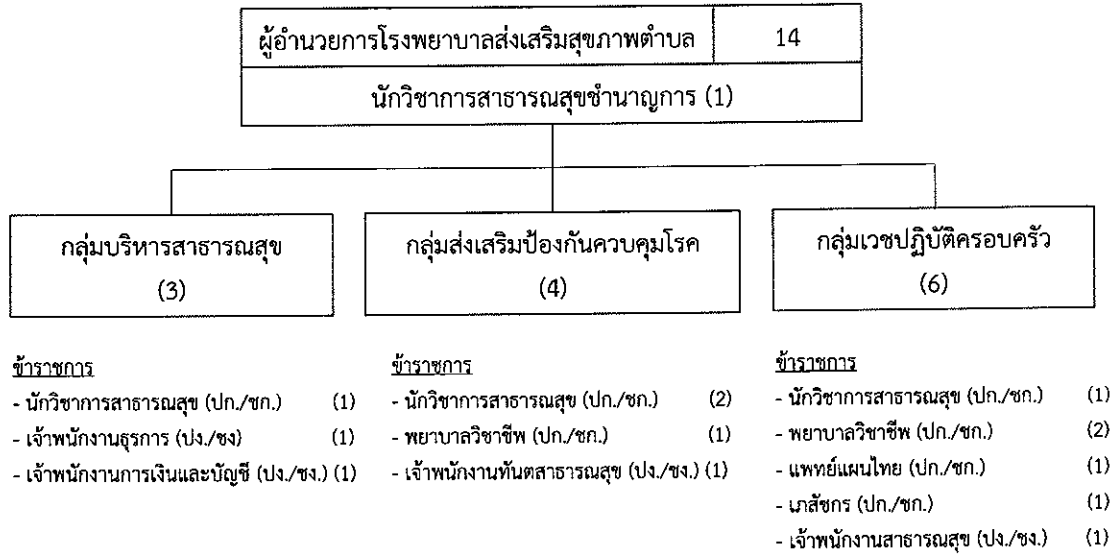 ผู้อำนวยการโรงพยาบาลส่งเสริมสุขภาพตำบล 14
นักวิชาการสาธารณสุขชำนาญการ (1)
กลุ่มบริหารสาธารณสุข
(3)
กลุ่มส่งเสริมป้องกันควบคุมโรค
(4)
กลุ่มเวชปฏิบัติครอบครัว
(6)
ข้าราชการ
- นักวิชาการสาธารณสุข (ปก./ชก.) (1)
- เจ้าพนักงานธุรการ (ปง./ชง) (1)
- เจ้าพนักงานการเงินและบัญชี (ปง./ชง.) (1)
ข้าราชการ
- นักวิชาการสาธารณสุข (ปก./ชก.) (2)
- พยาบาลวิชาชีพ (ปก./ชก.) (1)
- เจ้าพนักงานทันตสาธารณสุข (ปง./ชง.) (1)
ข้าราชการ
- นักวิชาการสาธารณสุข (ปก./ชก.) (1)
- พยาบาลวิชาชีพ (ปก./ชก.) (2)
- แพทย์แผนไทย (ปก./ชก.) (1)
- เภสัชกร (ปก./ชก.) (1)
- เจ้าพนักงานสาธารณสุข (ปง./ชง.) (1)